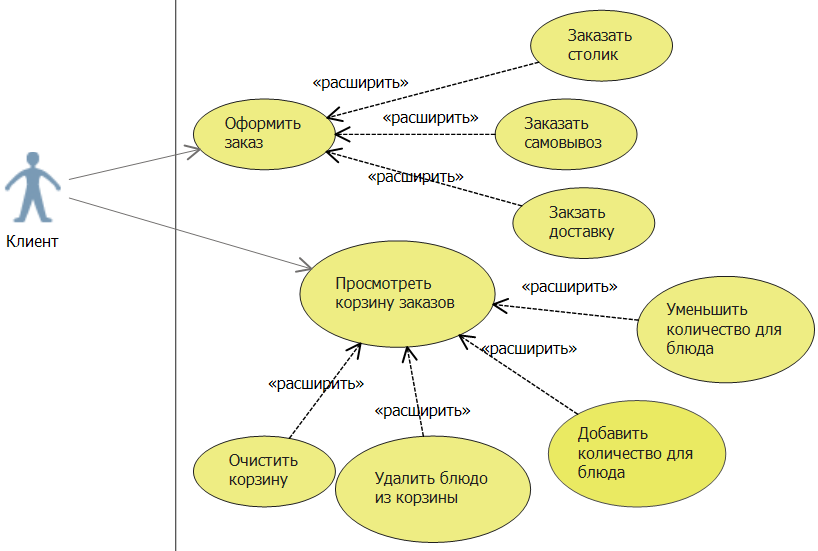 Заказать
столик
«расширить»
Оформить
заказ
«расширить»
Заказать
самовывоз
«расширить»
Закзать
доставку
Клиент
Просмотреть
корзину заказов
«расширить»
Уменьшить
количество для
блюда
«расширить»
«расширить»
«расширить»
Добавить
количество для
блюда
Очистить
корзину
Удалить блюдо
из корзины